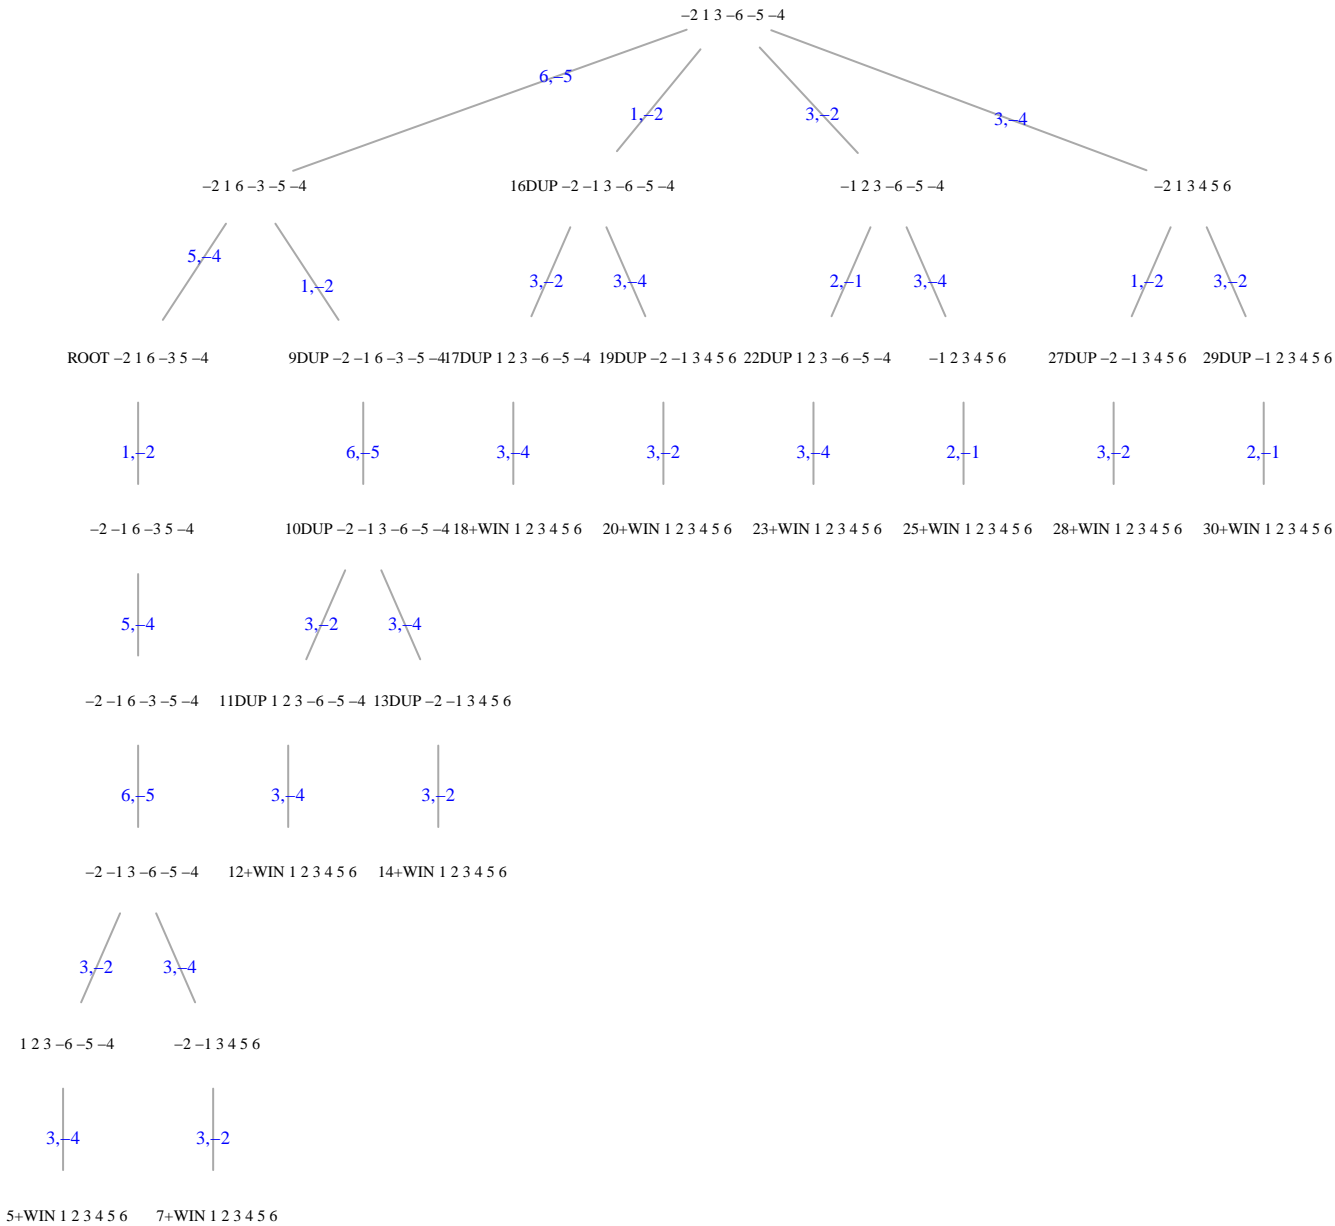 −2 1 3 −6 −5 −4
6,−5
1,−2
3,−2
3,−4
−2 1 6 −3 −5 −4
16DUP −2 −1 3 −6 −5 −4
−1 2 3 −6 −5 −4
−2 1 3 4 5 6
5,−4
1,−2
3,−2
3,−4
2,−1
3,−4
1,−2
3,−2
ROOT −2 1 6 −3 5 −4
9DUP −2 −1 6 −3 −5 −4
17DUP 1 2 3 −6 −5 −4
19DUP −2 −1 3 4 5 6
22DUP 1 2 3 −6 −5 −4
−1 2 3 4 5 6
27DUP −2 −1 3 4 5 6
29DUP −1 2 3 4 5 6
1,−2
6,−5
3,−4
3,−2
3,−4
2,−1
3,−2
2,−1
−2 −1 6 −3 5 −4
10DUP −2 −1 3 −6 −5 −4
18+WIN 1 2 3 4 5 6
20+WIN 1 2 3 4 5 6
23+WIN 1 2 3 4 5 6
25+WIN 1 2 3 4 5 6
28+WIN 1 2 3 4 5 6
30+WIN 1 2 3 4 5 6
5,−4
3,−2
3,−4
−2 −1 6 −3 −5 −4
11DUP 1 2 3 −6 −5 −4
13DUP −2 −1 3 4 5 6
6,−5
3,−4
3,−2
−2 −1 3 −6 −5 −4
12+WIN 1 2 3 4 5 6
14+WIN 1 2 3 4 5 6
3,−2
3,−4
1 2 3 −6 −5 −4
−2 −1 3 4 5 6
3,−4
3,−2
5+WIN 1 2 3 4 5 6
7+WIN 1 2 3 4 5 6